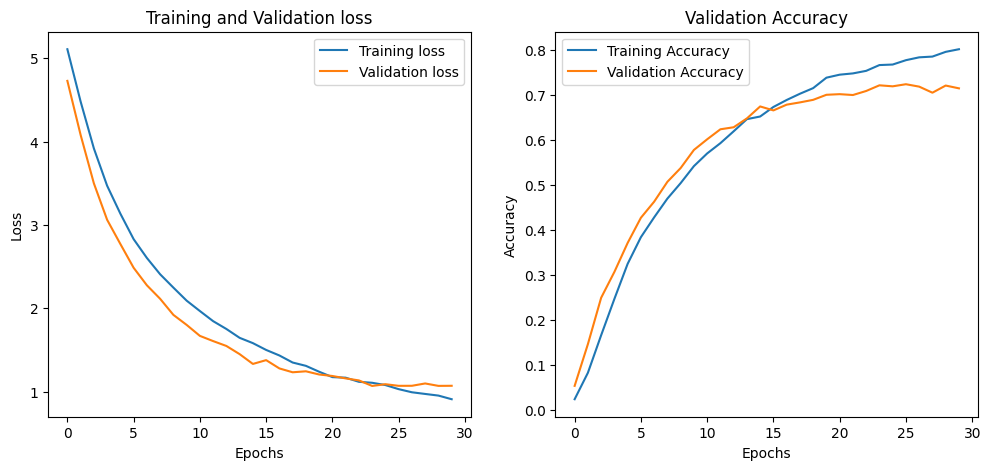 Training and Validation loss
Training loss
Validation loss
5
4
3
2
1
Loss
0
5
10
15
20
25
30
Epochs
Validation Accuracy
Training Accuracy
Validation Accuracy
0.8
0.7
0.6
0.5
0.4
0.3
0.2
0.1
0.0
Accuracy
0
5
10
15
20
25
30
Epochs